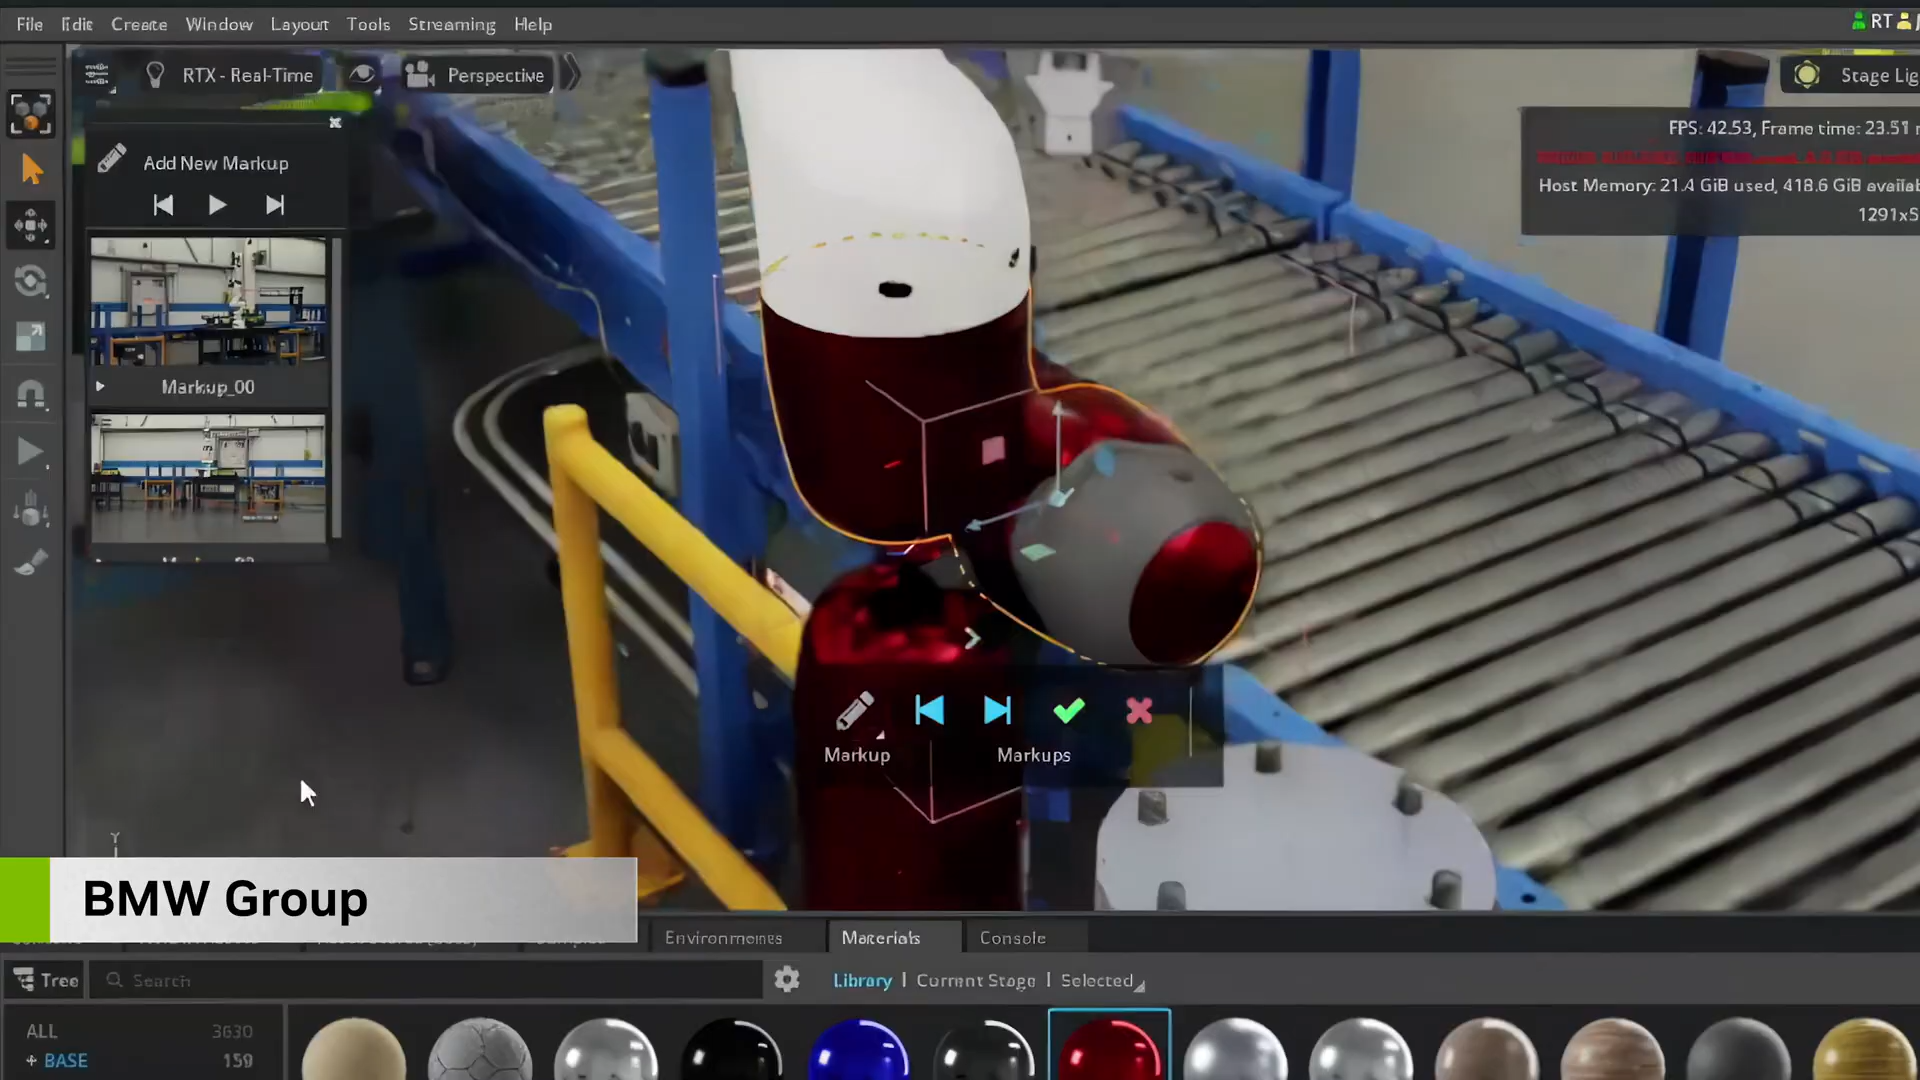 File Edit Create Window Layout Tools Streaming Help
RT
RTX - Real-Time
Perspective
Stage Lig
FPS: 42.53, Frame time: 23.51
Host Memory: 21.4 GiB used, 418.6 GiB availab
1291x
Add New Markup
Markup_00
Markup
Markups
Y
BMW Group
Materials
Console
Tree
Search
Library | Current Stage | Selected
ALL 3630
+ BASE 159